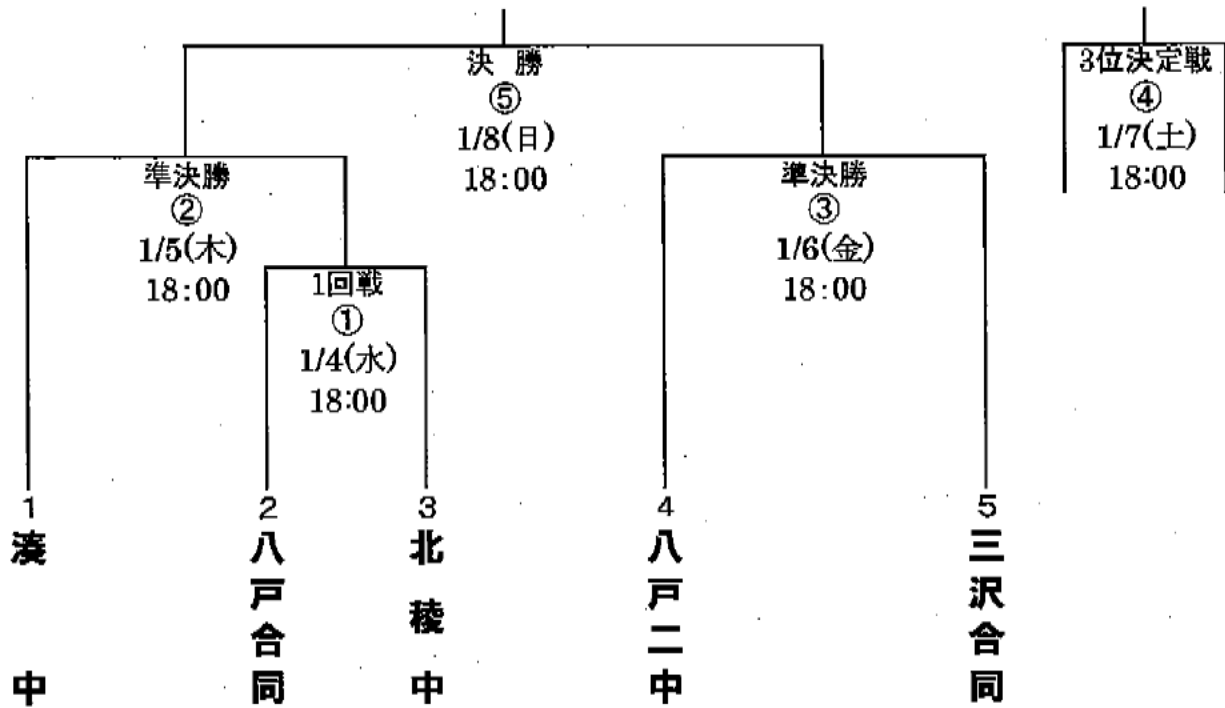 決 勝
⑤
1/8(日)
18:00
3位決定戦
④
1/7(土)
18:00
準決勝
②
1/5(木)
18:00
準決勝
③
1/6(金)
18:00
1回戦
①
1/4(水)
18:00
1
湊中
2
八戸合同
3
北稜中
4
八戸二中
5
三沢合同